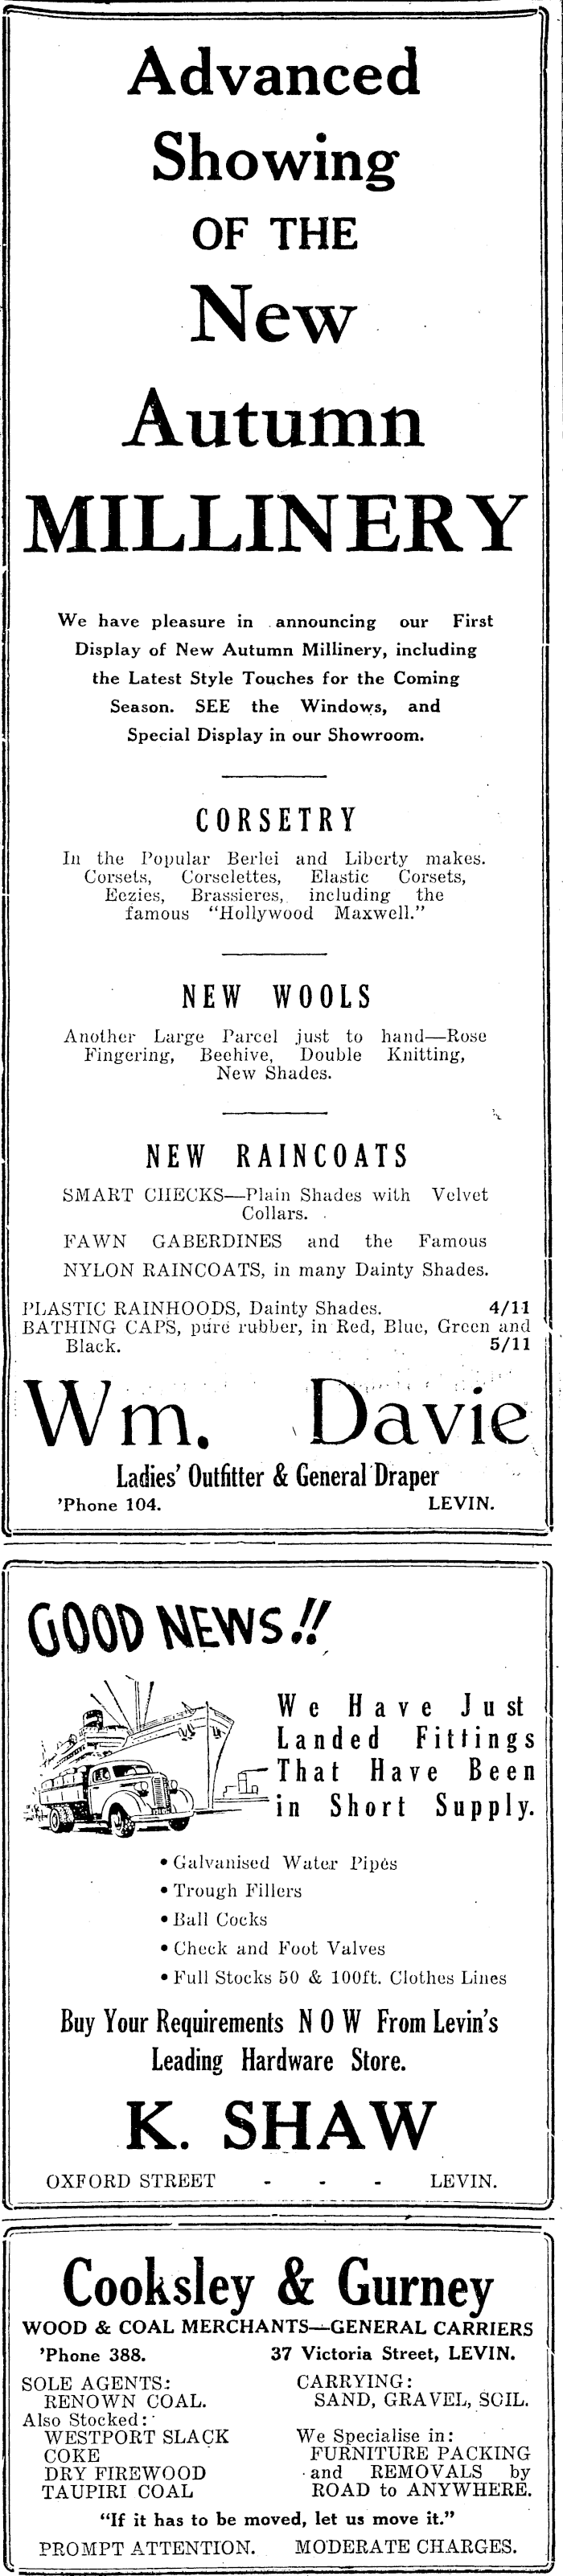 Advanced
Showing
OF THE
New
Autumn
MILLINERY
We have pleasure in announcing our First
Display of New Autumn Millinery, including
the Latest Style Touches for the Coming
Season. SEE the Windows, and
Special Display in our Showroom.
CORSETRY
In the Popular Berlei and Liberty makes.
Corsets, Corselettes, Elastic Corsets,
Eezies, Brassieres, including the
famous "Hollywood Maxwell."
NEW WOOLS
Another Large Parcel just to hand—Rose
Fingering, Beehive, Double Knitting,
New Shades.
NEW RAINCOATS
SMART CHECKS—Plain Shades with Velvet
Collars.
FAWN GABERDINES and the Famous
NYLON RAINCOATS, in many Dainty Shades.
PLASTIC RAINHOODS, Dainty Shades. 4/11
BATHING CAPS, pure rubber, in Red, Blue, Green and
Black. 5/11
Wm. Davie
Ladies' Outfitter & General Draper
'Phone 104. LEVIN.
GOOD NEWS!!
We Have Just
Landed Fittings
That Have Been
in Short Supply.
• Galvanised Water Pipes
• Trough Fillers
• Ball Cocks
• Check and Foot Valves
• Full Stocks 50 & 100ft. Clothes Lines
Buy Your Requirements NOW From Levin's
Leading Hardware Store.
K. SHAW
OXFORD STREET - - - LEVIN.
Cooksley & Gurney
WOOD & COAL MERCHANTS—GENERAL CARRIERS
'Phone 388. 37 Victoria Street, LEVIN.
SOLE AGENTS:
RENOWN COAL.
Also Stocked:
WESTPORT SLACK
COKE
DRY FIREWOOD
TAUPIRI COAL
CARRYING:
SAND, GRAVEL, SOIL.
We Specialise in:
FURNITURE PACKING
and REMOVALS by
ROAD to ANYWHERE.
"If it has to be moved, let us move it."
PROMPT ATTENTION. MODERATE CHARGES.